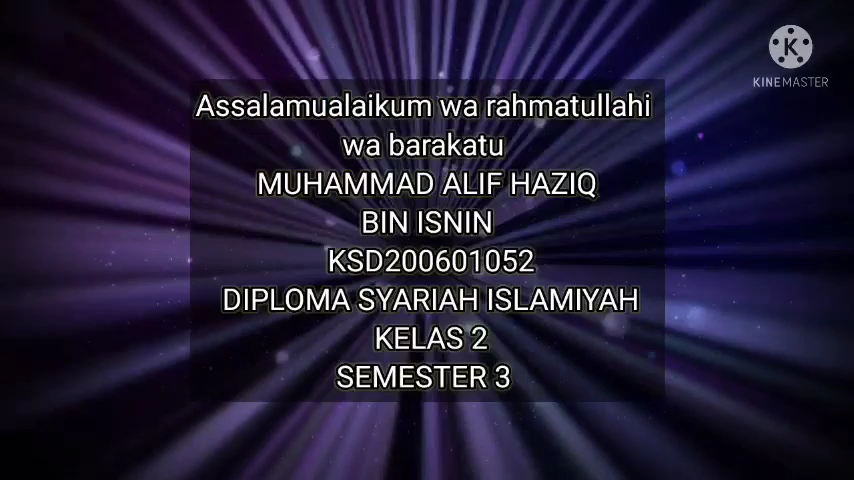 Assalamualaikum wa rahmatullahi
wa barakatu
MUHAMMAD ALIF HAZIQ
BIN ISNIN
KSD200601052
DIPLOMA SYARIAH ISLAMIYAH
KELAS 2
SEMESTER 3
K
KINEMASTER